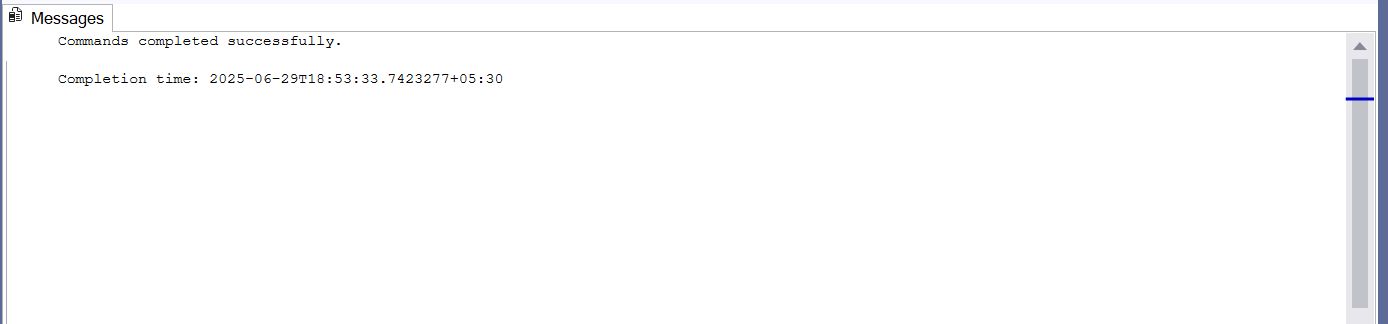 Messages
Commands completed successfully.
Completion time: 2025-06-29T18:53:33.7423277+05:30